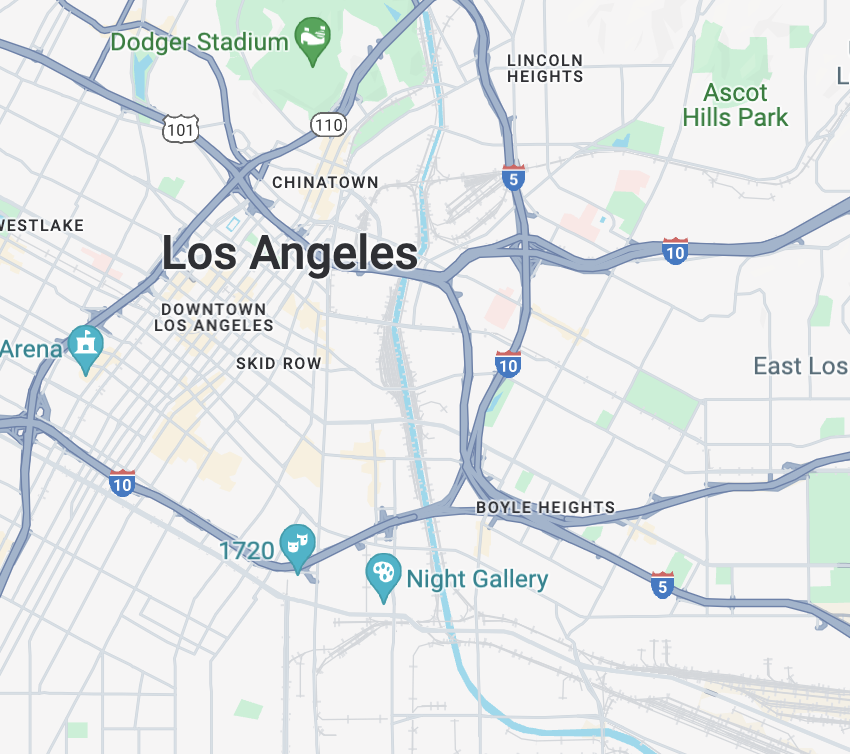 Dodger Stadium
LINCOLN
HEIGHTS
L
Ascot
Hills Park
101
110
CHINATOWN
5
WESTLAKE
Los Angeles
10
DOWNTOWN
LOS ANGELES
Arena
SKID ROW
10
East Los
10
BOYLE HEIGHTS
1720
Night Gallery
5